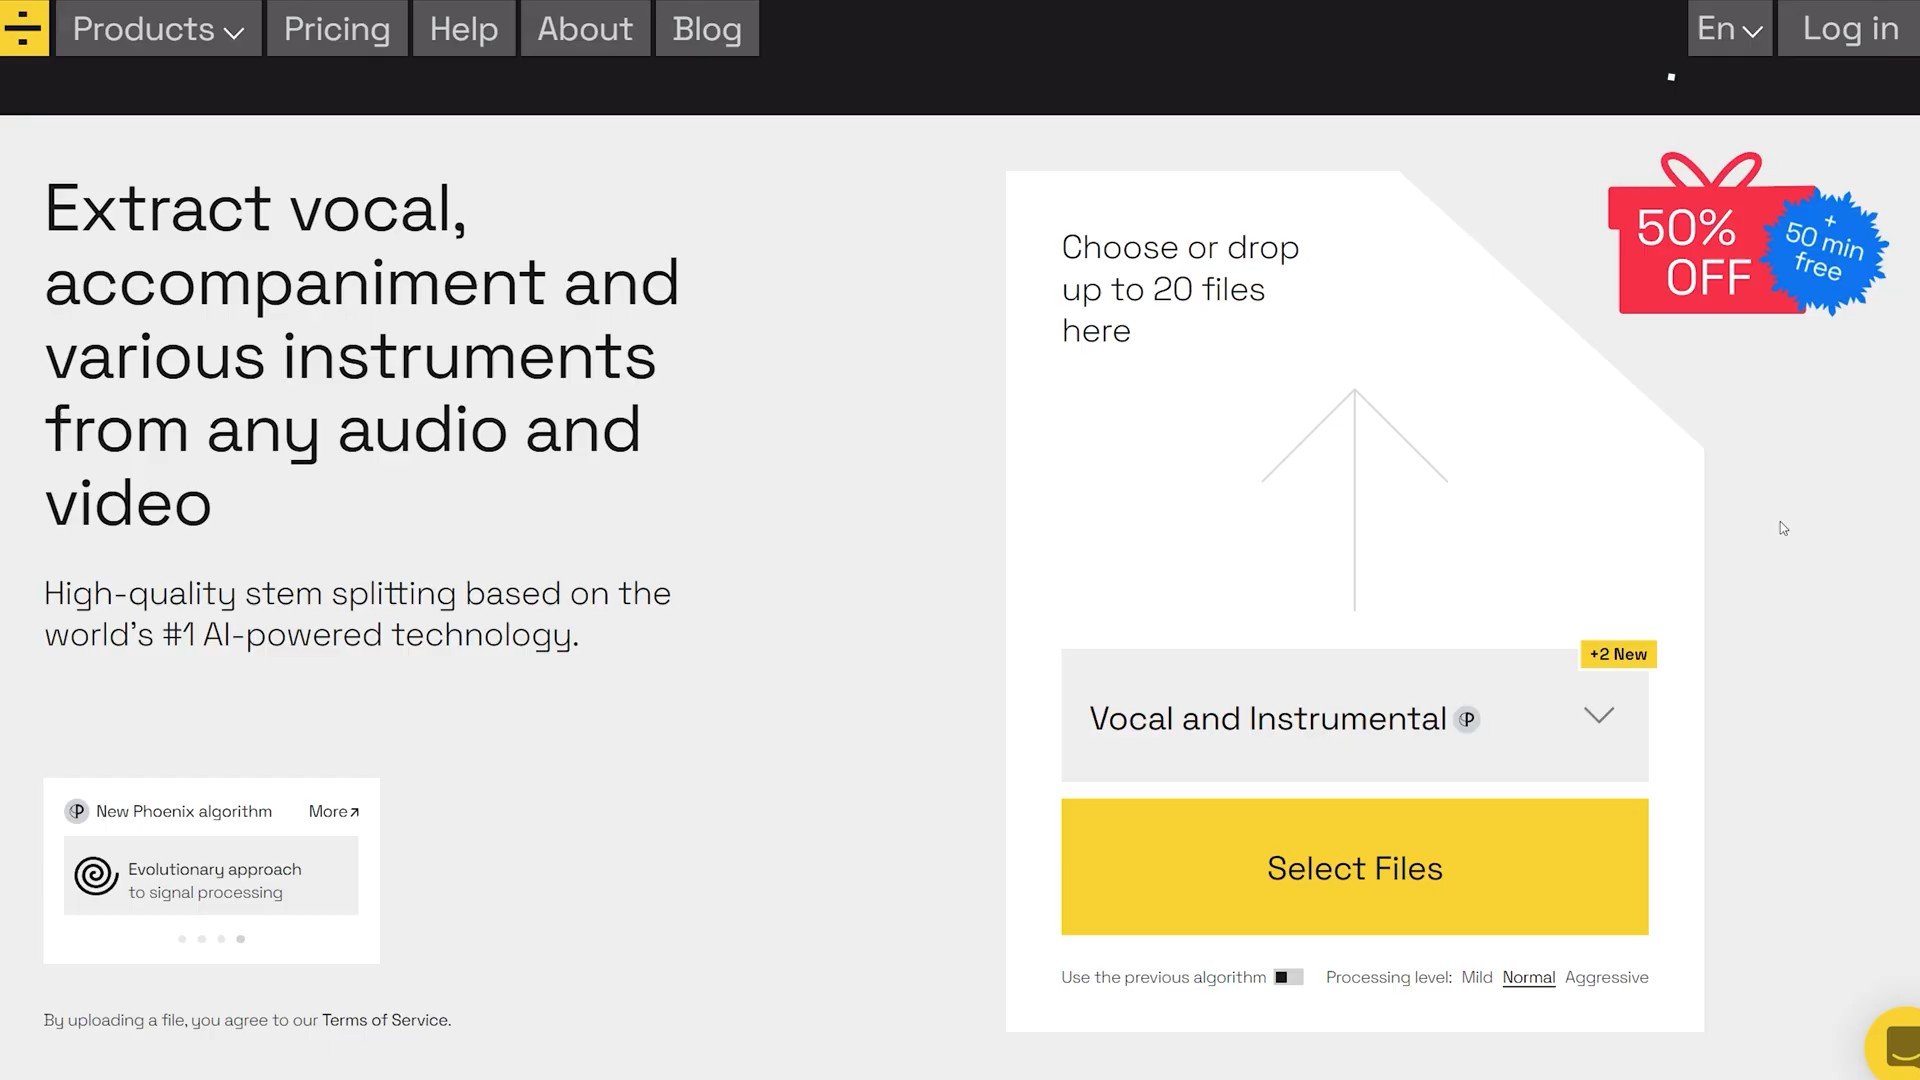 Products
Pricing
Help
About
Blog
En
Log in
Extract vocal,
accompaniment and
various instruments
from any audio and
video
High-quality stem splitting based on the
world's #1 AI-powered technology.
P New Phoenix algorithm
More
Evolutionary approach
to signal processing
By uploading a file, you agree to our Terms of Service.
Choose or drop
up to 20 files
here
50%
OFF
+
50 min
free
+2 New
Vocal and Instrumental P
Select Files
Use the previous algorithm
Processing level: Mild Normal Aggressive